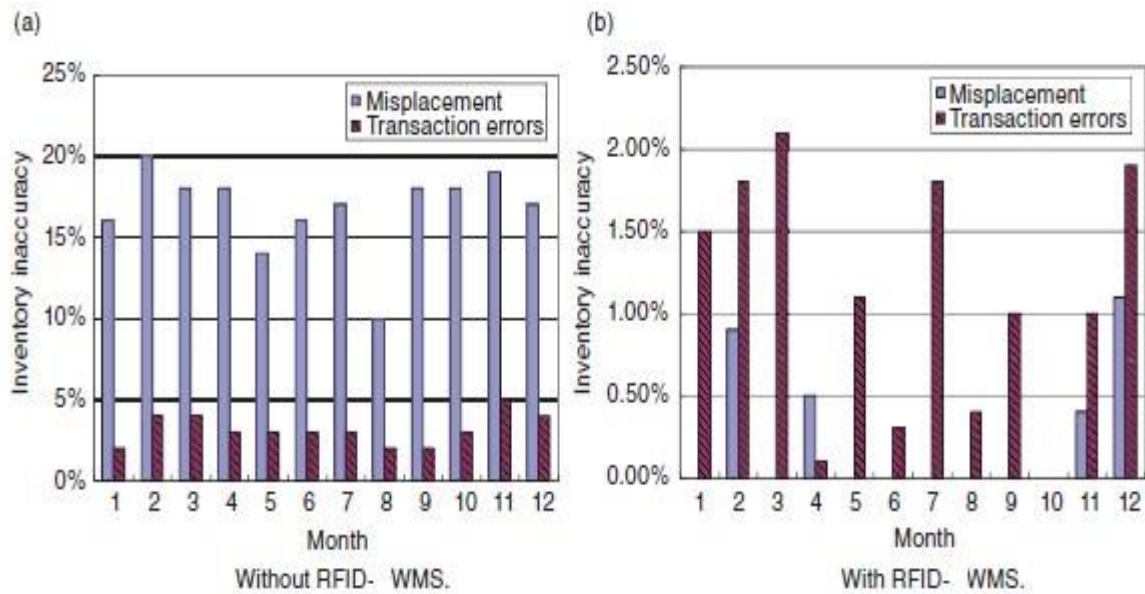 (a)
25%
20%
15%
10%
5%
0%
Inventory inaccuracy
Misplacement
Transaction errors
1 2 3 4 5 6 7 8 9 10 11 12
Month
Without RFID- WMS.
(b)
2.50%
2.00%
1.50%
1.00%
0.50%
0.00%
Inventory inaccuracy
Misplacement
Transaction errors
1 2 3 4 5 6 7 8 9 10 11 12
Month
With RFID- WMS.